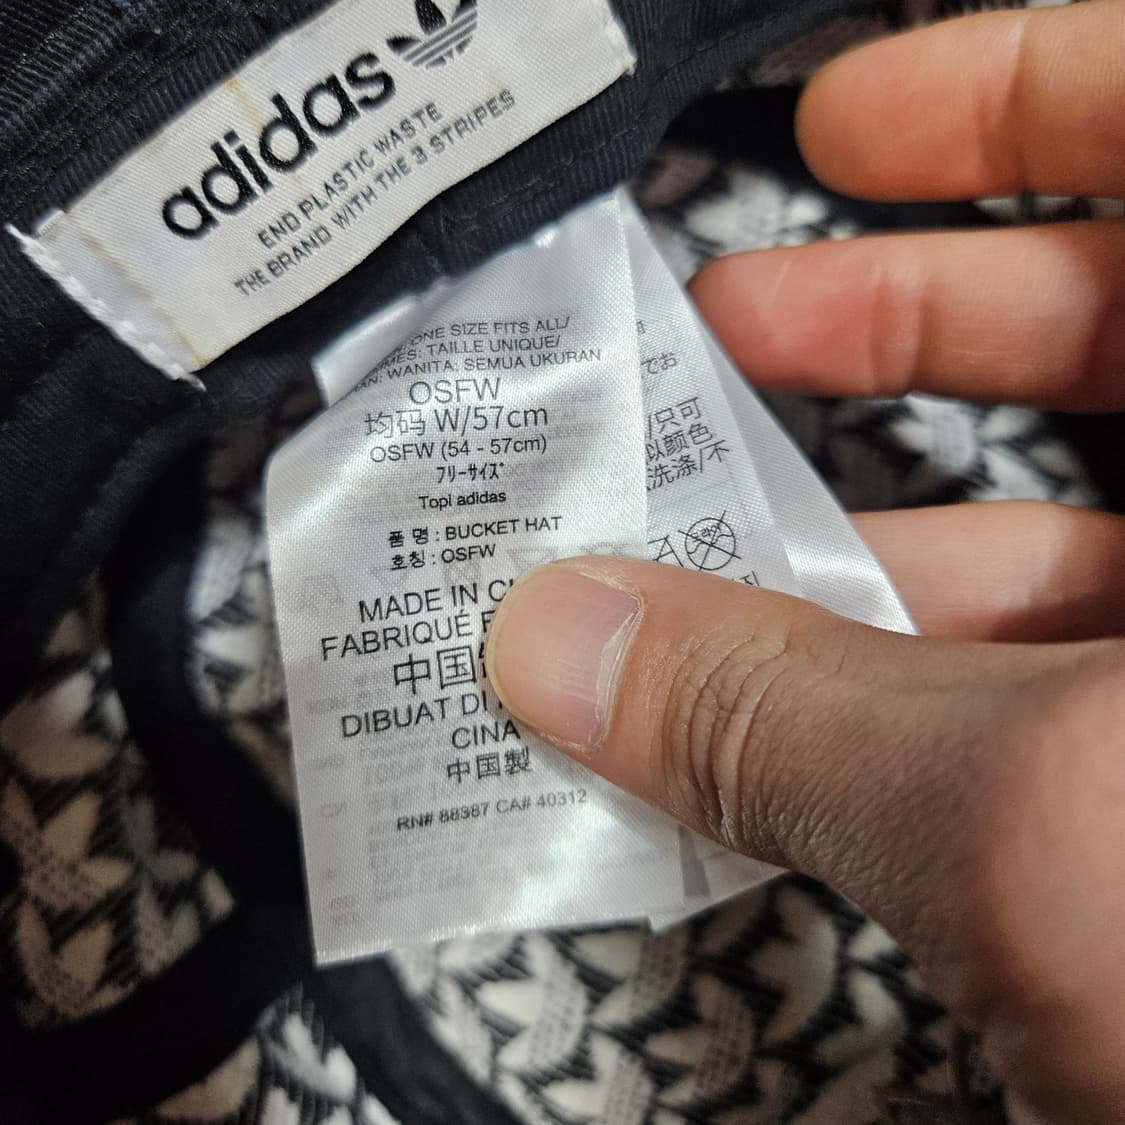 adidas
END PLASTIC WASTE
THE BRAND WITH THE 3 STRIPES
ONE SIZE FITS ALL/
TAILLE UNIQUE/
WANITA: SEMUA UKURAN
OSFW
均码 W/57cm
OSFW (54 - 57cm)
フリーサイズ
Topi adidas
품 명 : BUCKET HAT
호칭 : OSFW
MADE IN
FABRIQUÉ
中国
DIBUAT DI
CINA
中国製
RN# 88387 CA# 40312
でお
/只可
以颜色
洗涤/不